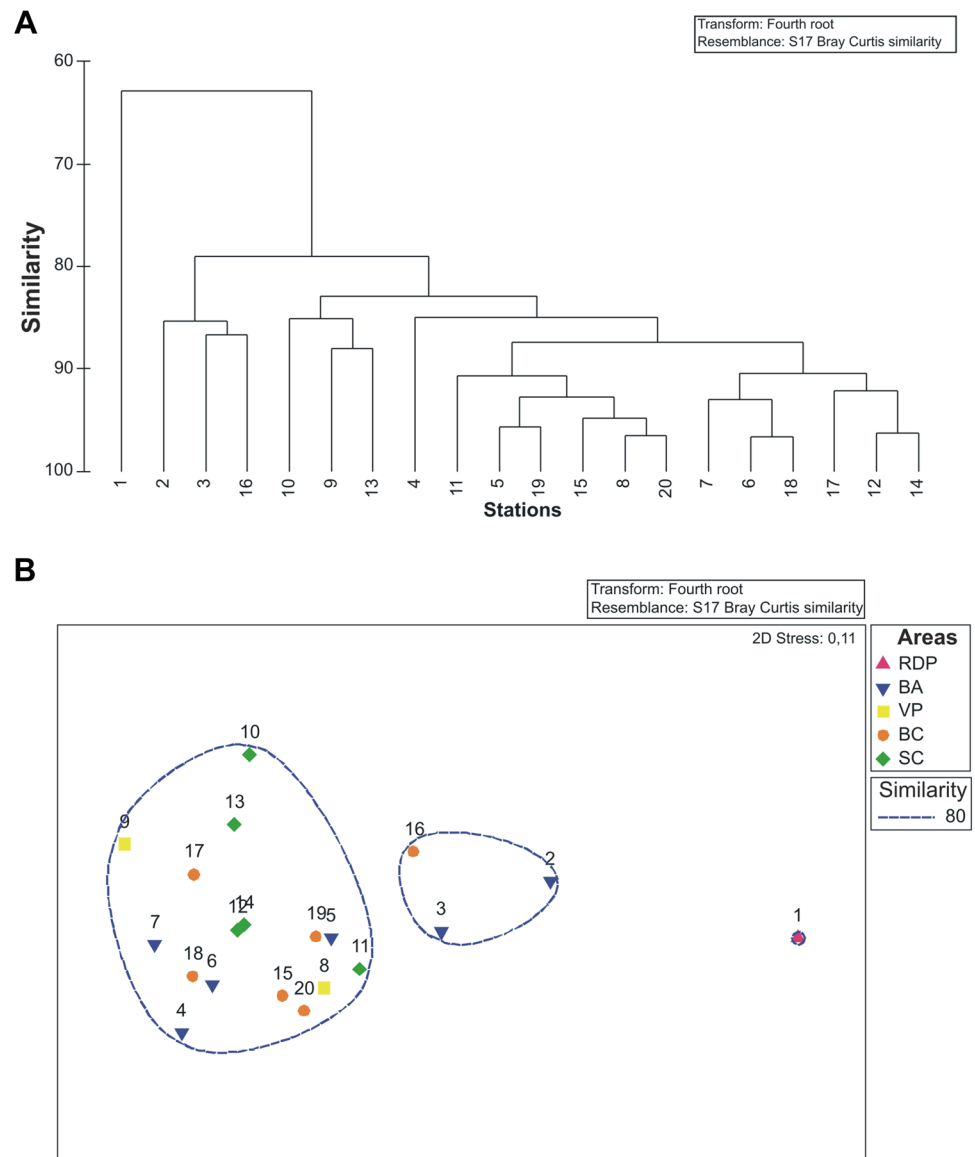 A
Transform: Fourth root
Resemblance: S17 Bray Curtis similarity
60
70
80
90
100
Similarity
1 2 3 16 10 9 13 4 11 5 19 15 8 20 7 6 18 17 12 14
Stations
B
Transform: Fourth root
Resemblance: S17 Bray Curtis similarity
2D Stress: 0,11
Areas
RDP
BA
VP
BC
SC
Similarity
80
10
13
9
16
17
2
12 14
3
19 5
1
7
11
18 6
8
15
20
4